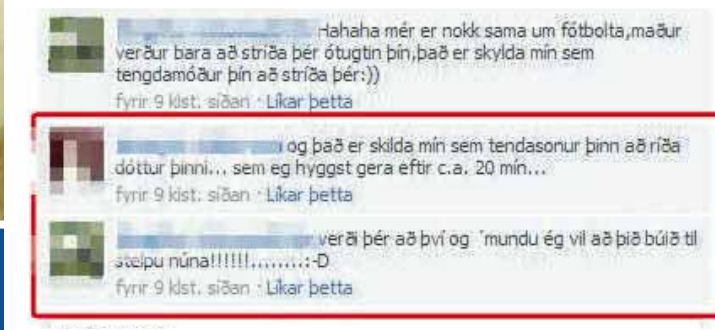 Hahaha mér er nokk sama um fótbolta,maður
verður bara að stríða þér ótugtin þín,það er skylda mín sem
tengdamóður þín að stríða þér:))
fyrir 9 klst. síðan · Líkar þetta
og það er skilda mín sem tendasonur þinn að ríða
dóttur þinni... sem eg hyggst gera eftir c.a. 20 mín...
fyrir 9 klst. síðan · Líkar þetta
verði þér að því og ´mundu ég vil að þið búið til
stelpu núna!!!!!!.........:-D
fyrir 9 klst. síðan · Líkar þetta